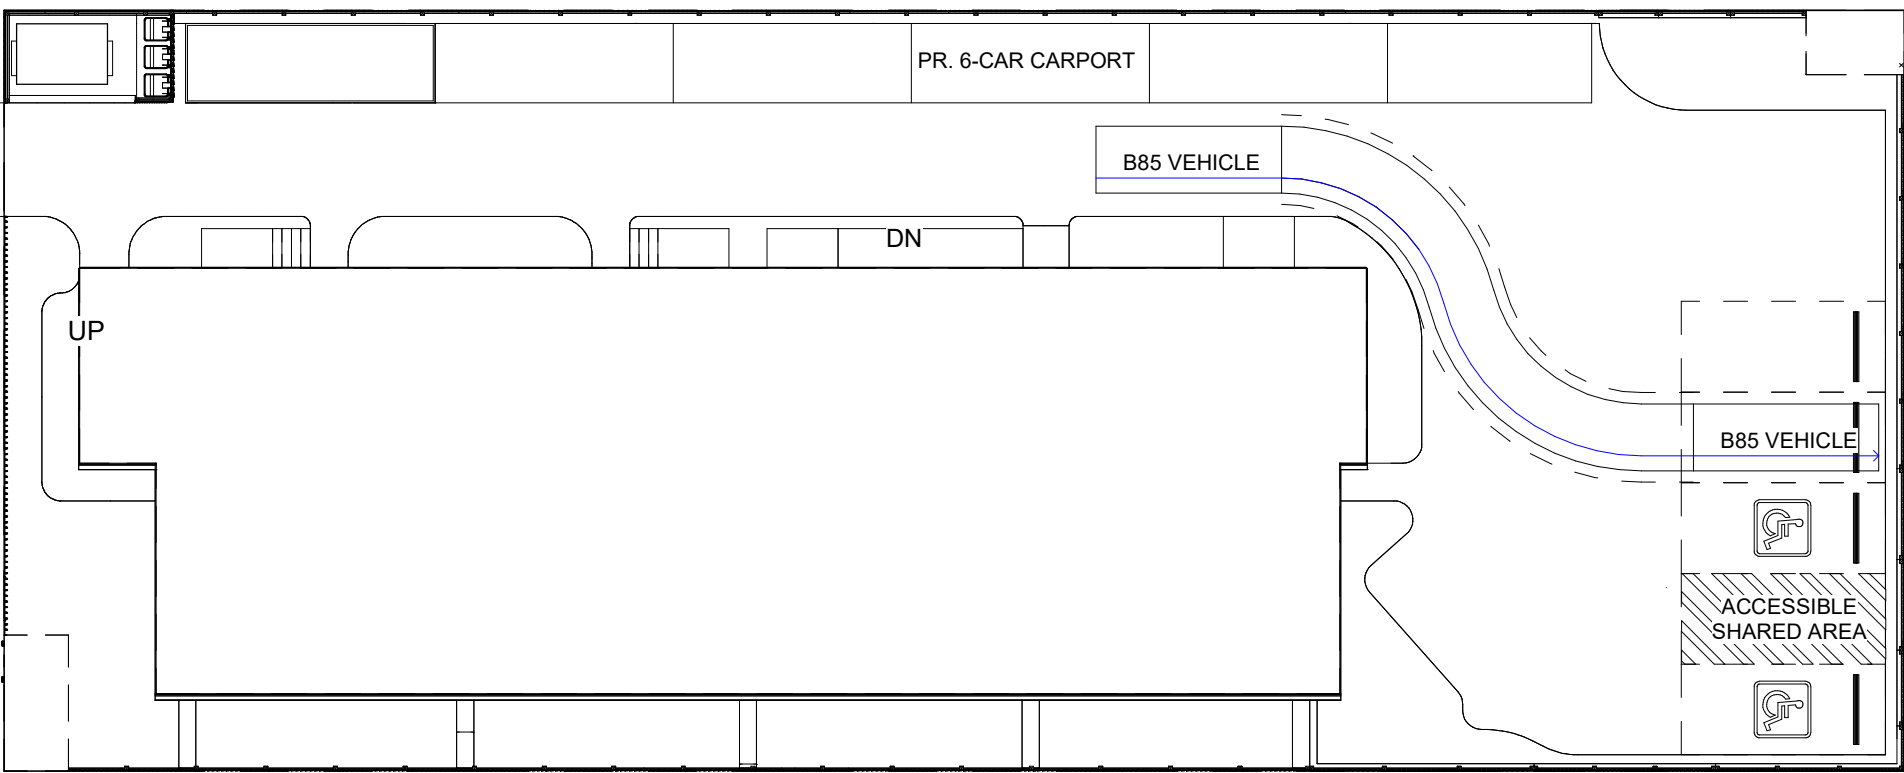 PR. 6-CAR CARPORT
B85 VEHICLE
DN
UP
B85 VEHICLE
ACCESSIBLE
SHARED AREA